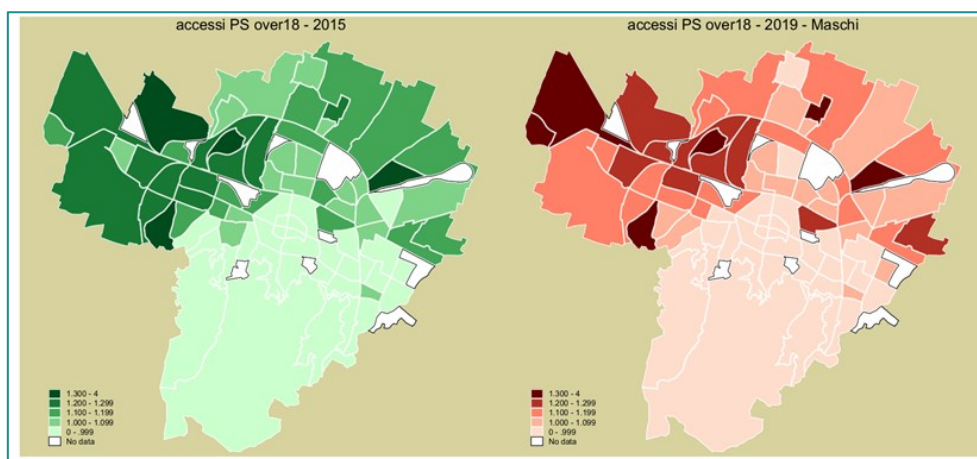 accessi PS over18 - 2015
1.300 - 4
1.200 - 1.299
1.100 - 1.199
1.000 - 1.099
0 - .999
No data
accessi PS over18 - 2019 - Maschi
1.300 - 4
1.200 - 1.299
1.100 - 1.199
1.000 - 1.099
0 - .999
No data